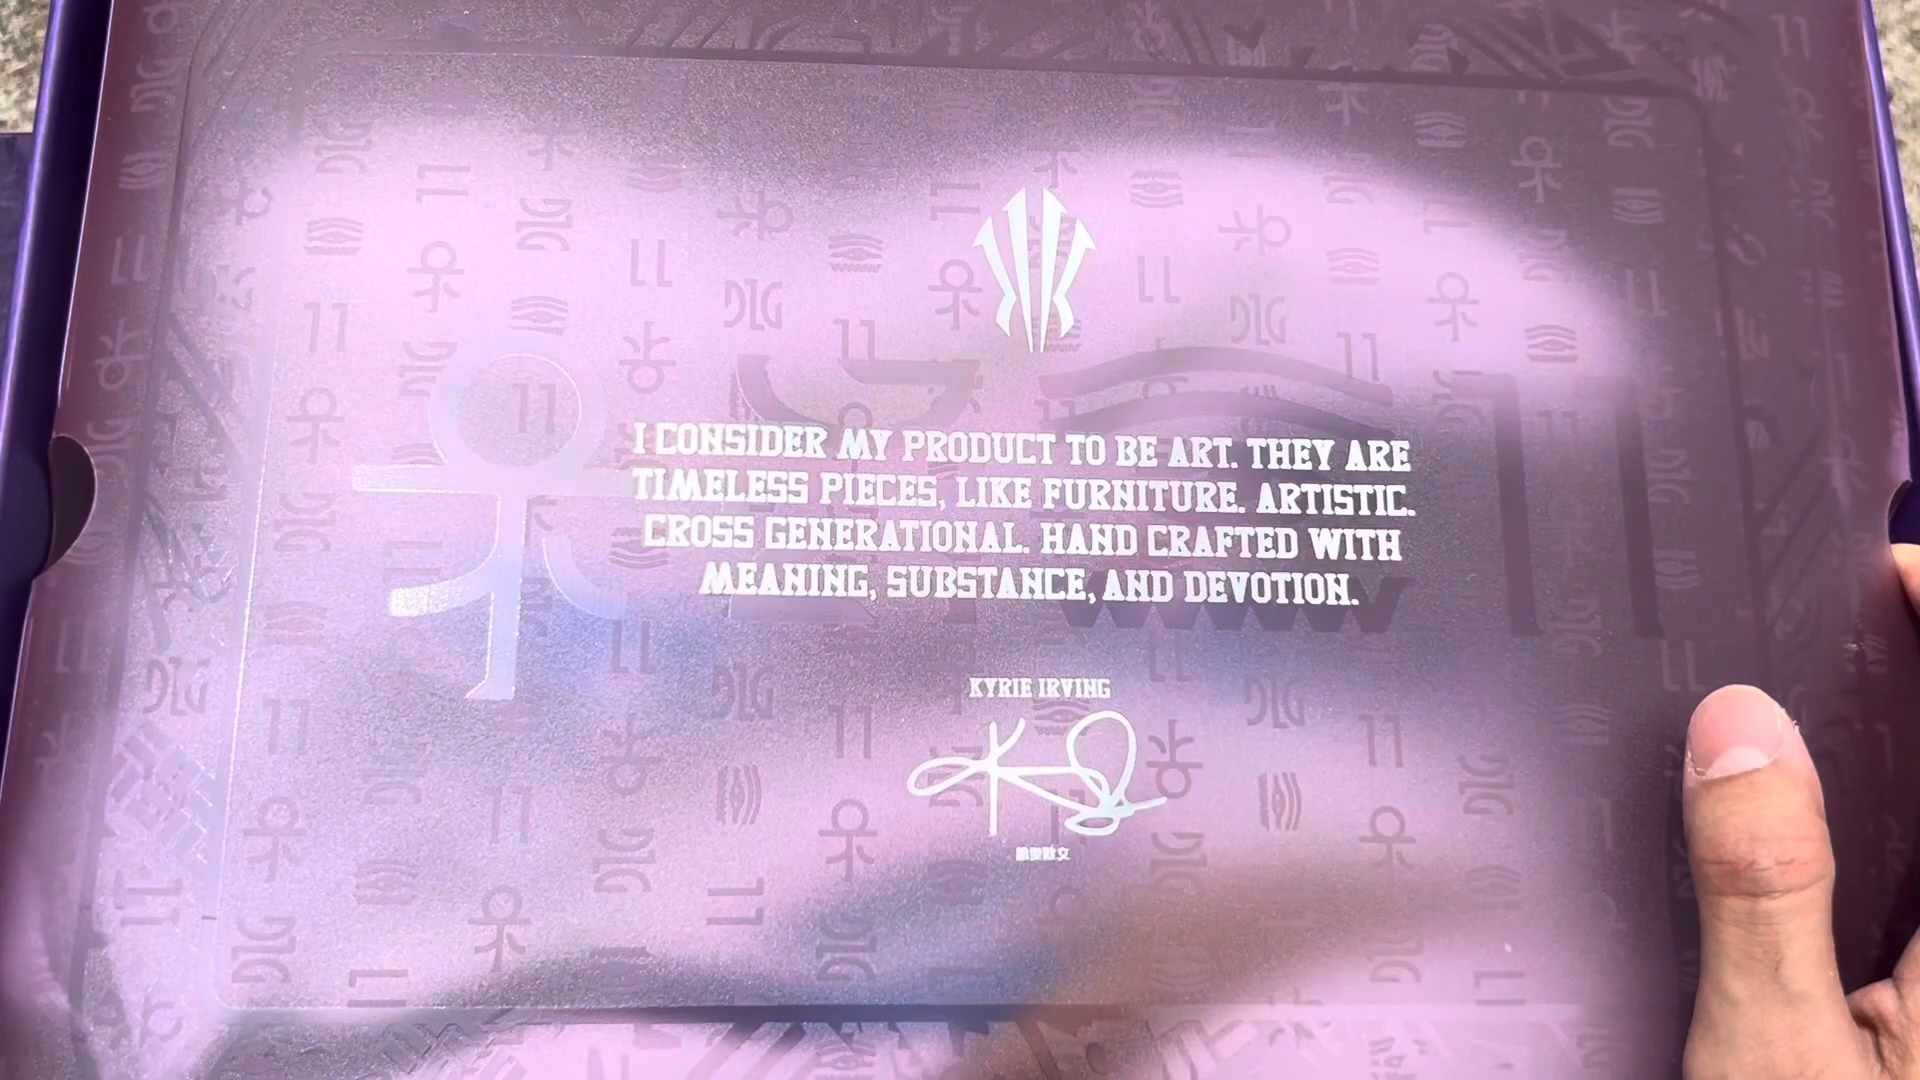 I CONSIDER MY PRODUCT TO BE ART. THEY ARE
TIMELESS PIECES, LIKE FURNITURE. ARTISTIC.
CROSS GENERATIONAL. HAND CRAFTED WITH
MEANING, SUBSTANCE, AND DEVOTION.
KYRIE IRVING